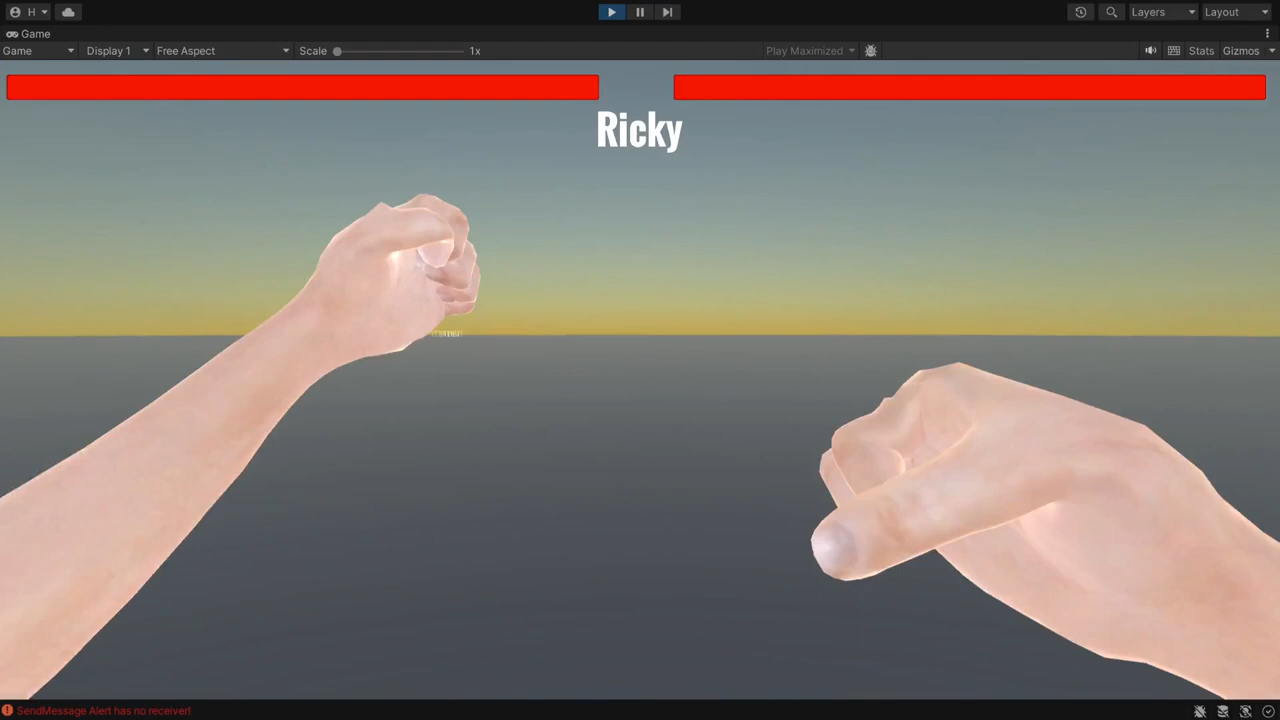 H
Layers
Layout
Game
Game
Display 1
Free Aspect
Scale
1x
Play Maximized
Stats
Gizmos
Ricky
SendMessage Alert has no receiver!